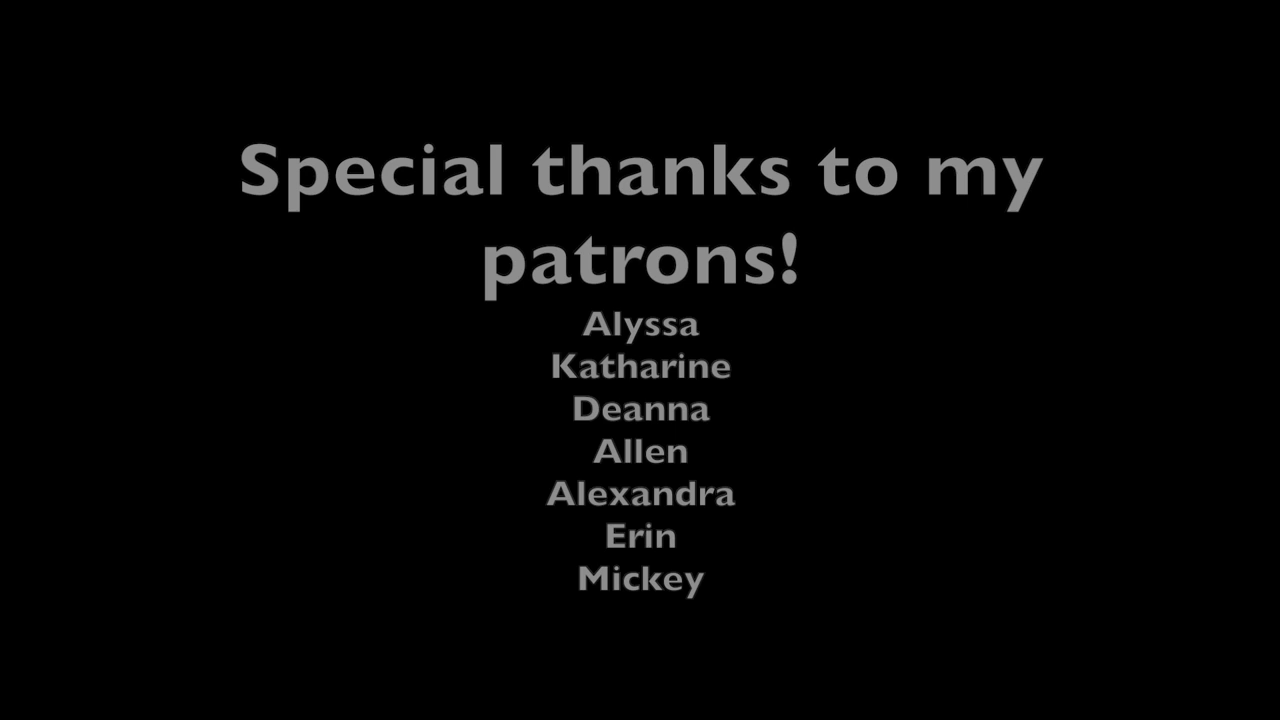 Special thanks to my
patrons!
Alyssa
Katharine
Deanna
Allen
Alexandra
Erin
Mickey